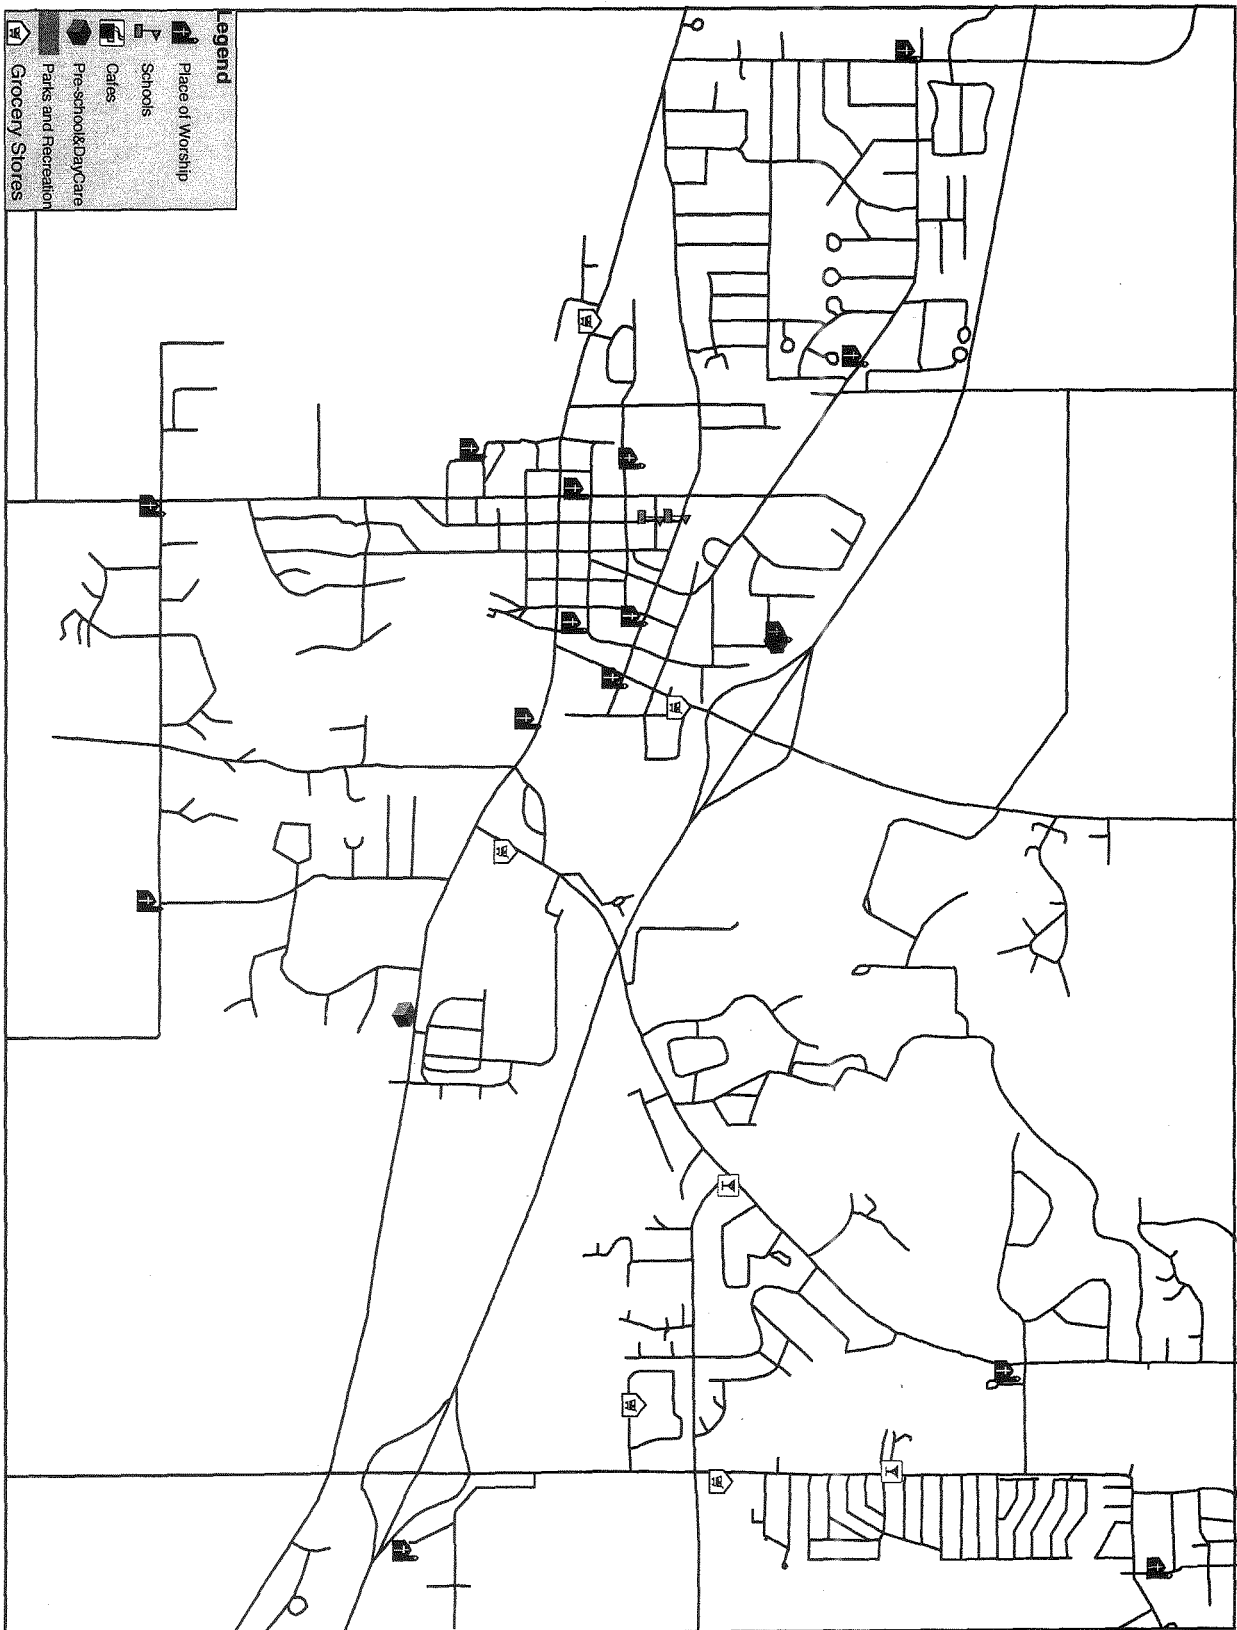 Legend
Place of Worship
Schools
Cafes
Pre-school&DayCare
Parks and Recreation
Grocery Stores